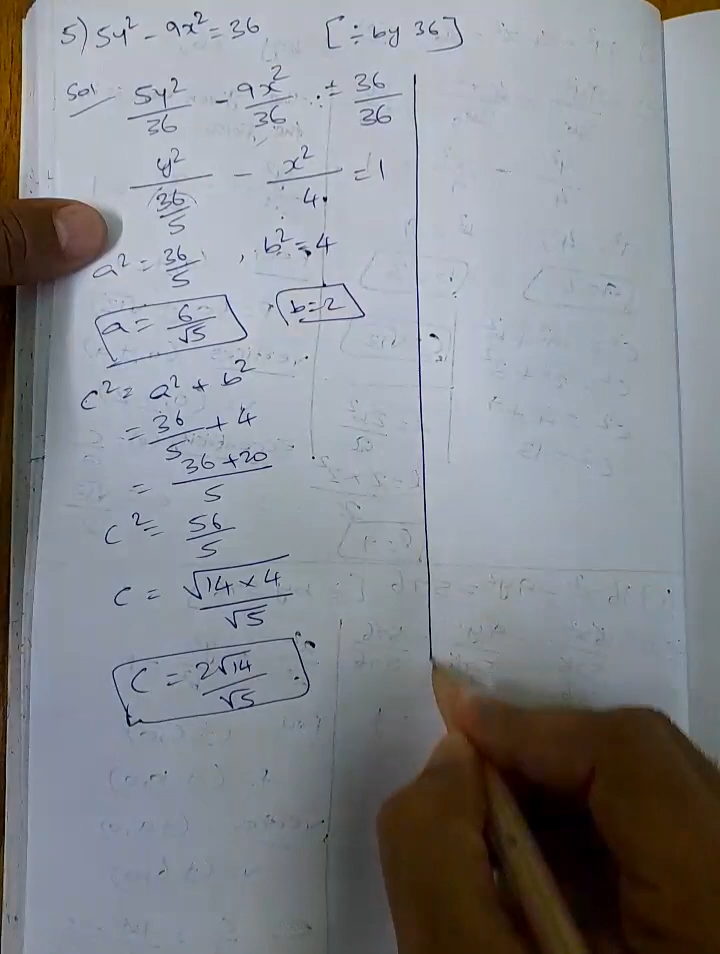 5) 5y² - 9x² = 36 [÷ by 36]
Sol 5y²/36 - 9x²/36 = 36/36
y²/(36/5) - x²/4 = 1
a² = 36/5, b² = 4
a = 6/√5 b = 2
c² = a² + b²
= 36/5 + 4
= (36 + 20)/5
c² = 56/5
c = √(14 × 4)/√5
c = 2√14/√5